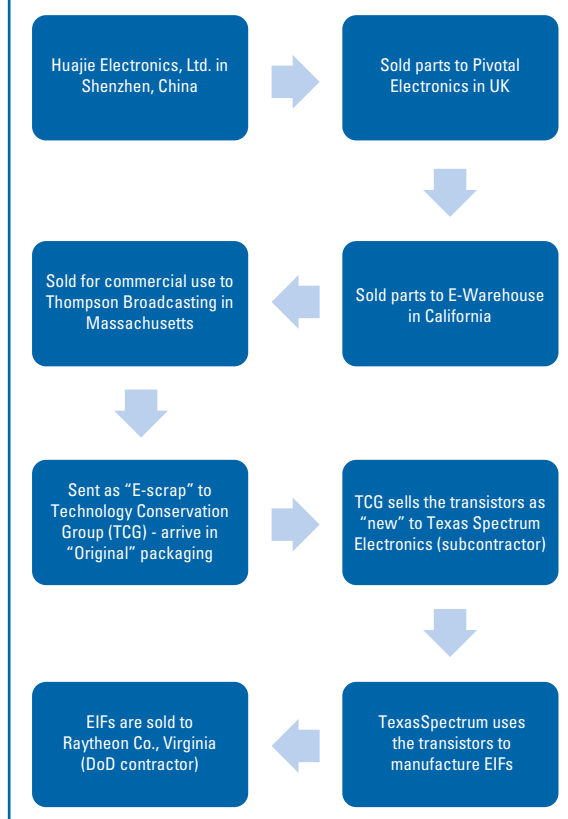 Huajie Electronics, Ltd. in
Shenzhen, China
Sold parts to Pivotal
Electronics in UK
Sold parts to E-Warehouse
in California
Sold for commercial use to
Thompson Broadcasting in
Massachusetts
Sent as “E-scrap” to
Technology Conservation
Group (TCG) - arrive in
“Original” packaging
TCG sells the transistors as
“new” to Texas Spectrum
Electronics (subcontractor)
TexasSpectrum uses
the transistors to
manufacture EIFs
EIFs are sold to
Raytheon Co., Virginia
(DoD contractor)